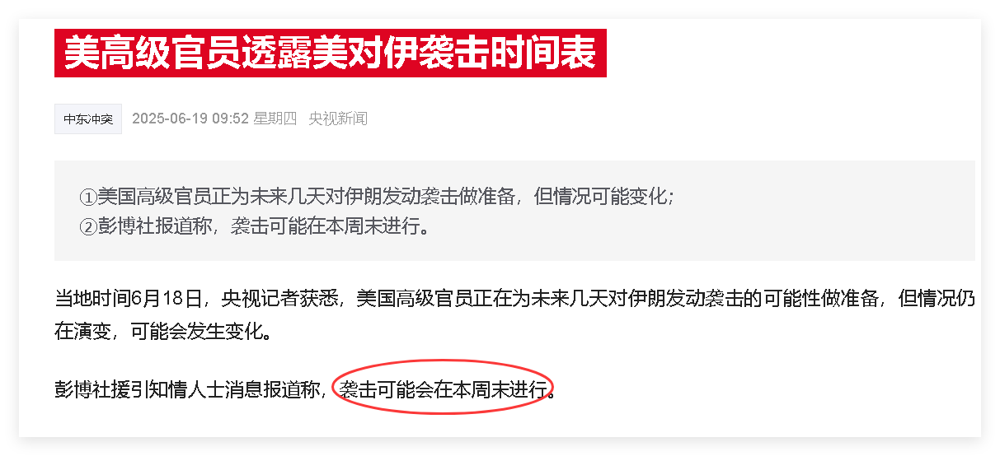 美高级官员透露美对伊袭击时间表
中东冲突 2025-06-19 09:52 星期四 央视新闻
①美国高级官员正为未来几天对伊朗发动袭击做准备，但情况可能变化；
②彭博社报道称，袭击可能在本周末进行。
当地时间6月18日，央视记者获悉，美国高级官员正在为未来几天对伊朗发动袭击的可能性做准备，但情况仍
在演变，可能会发生变化。
彭博社援引知情人士消息报道称，袭击可能会在本周末进行。